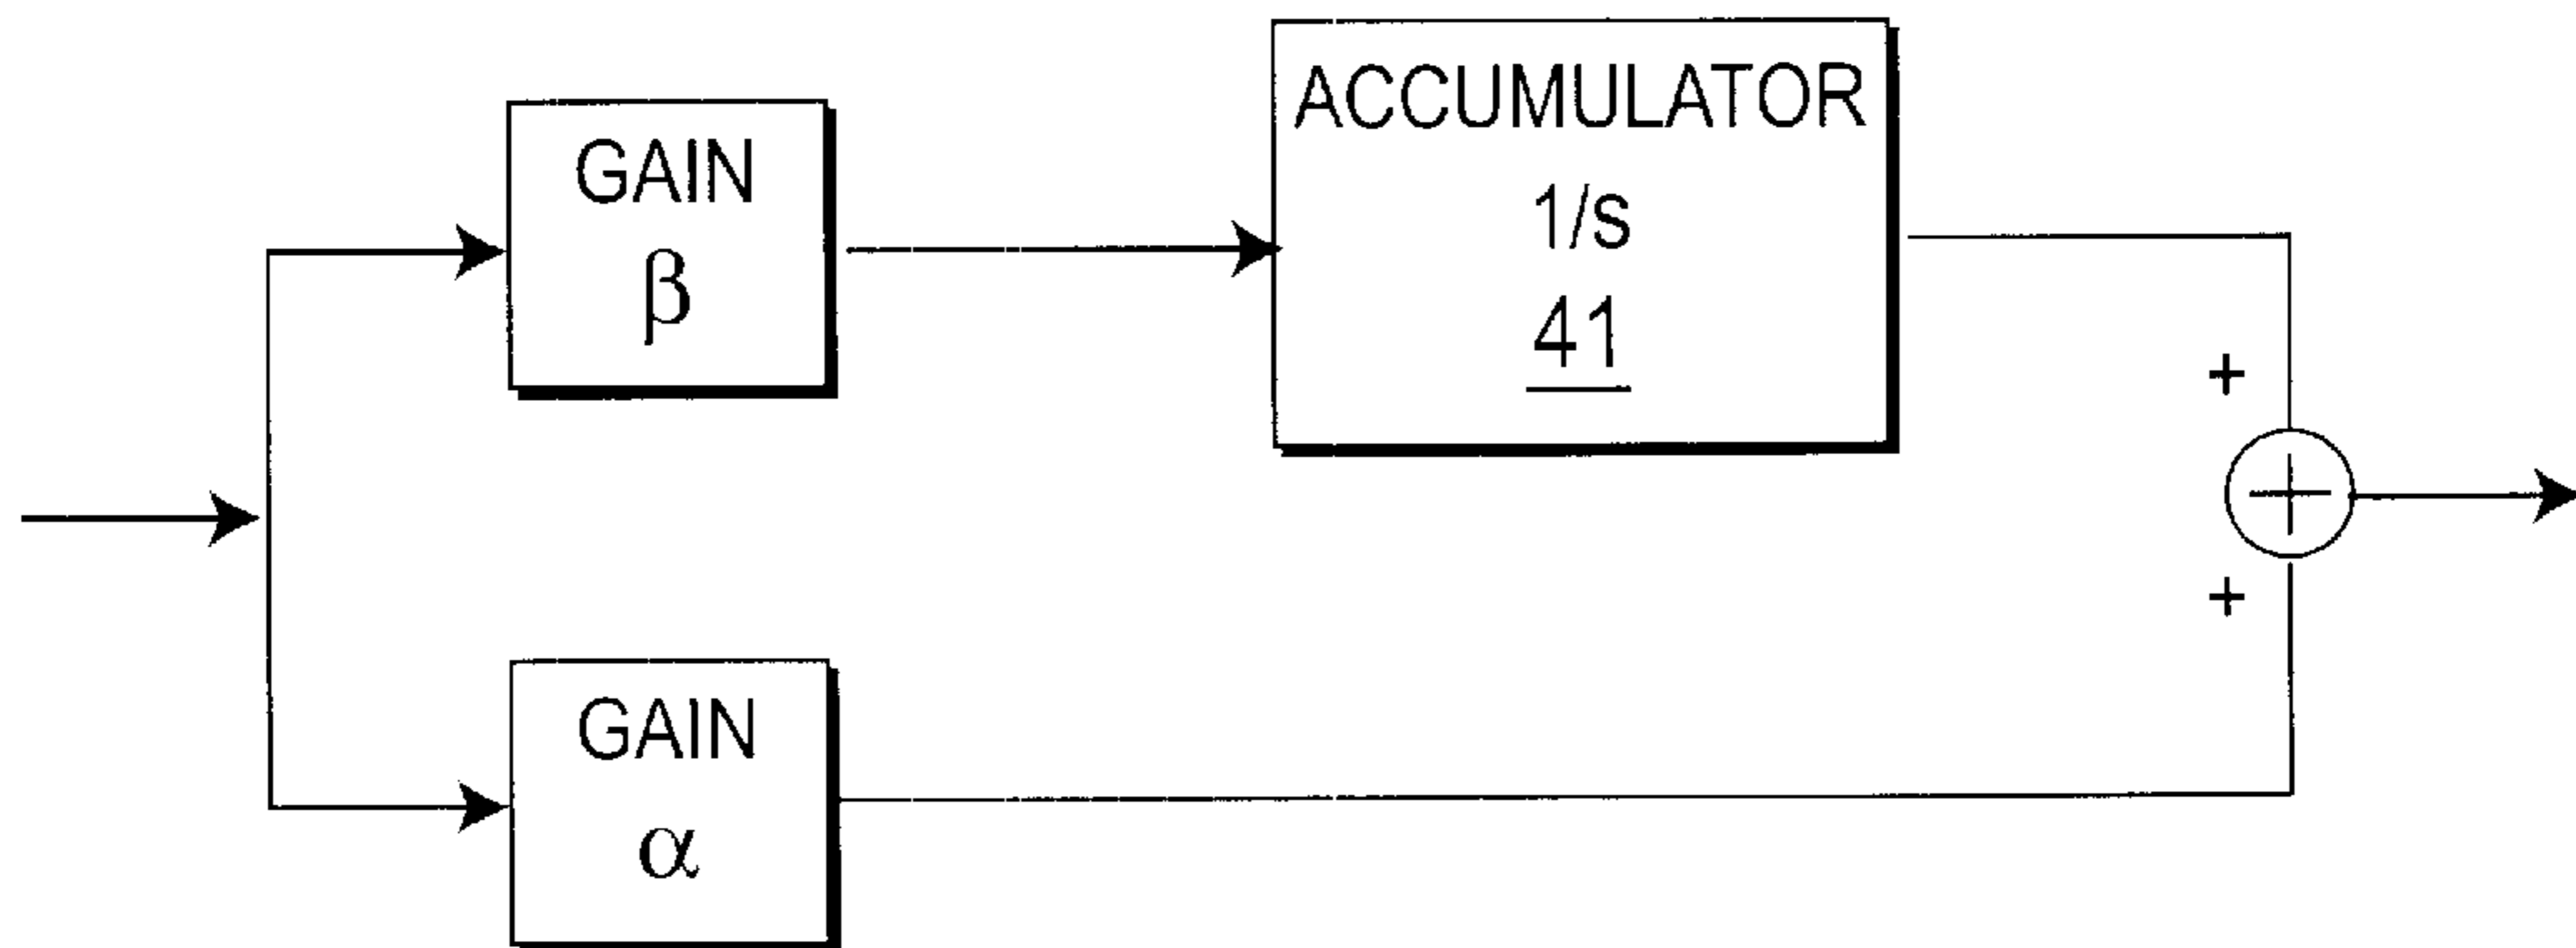 GAIN
β
ACCUMULATOR
1/s
41
+
+
GAIN
α